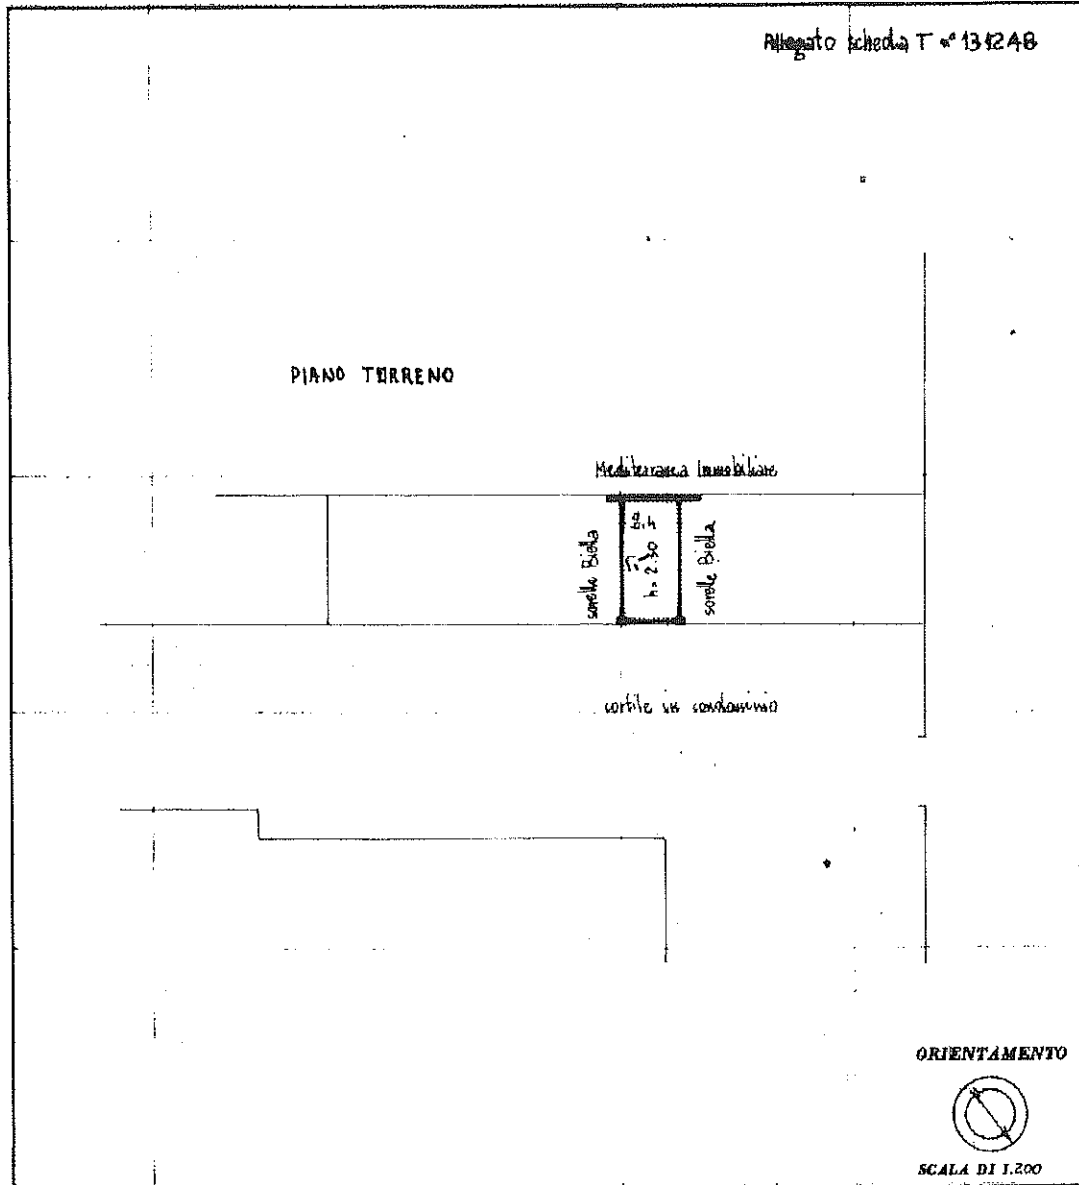 Allegato scheda T n° 131248
PIANO TERRENO
Mediterranea Immobiliare
sorelle Biella
h= 2.30
sorelle Biella
cortile in condominio
ORIENTAMENTO
SCALA DI 1.200